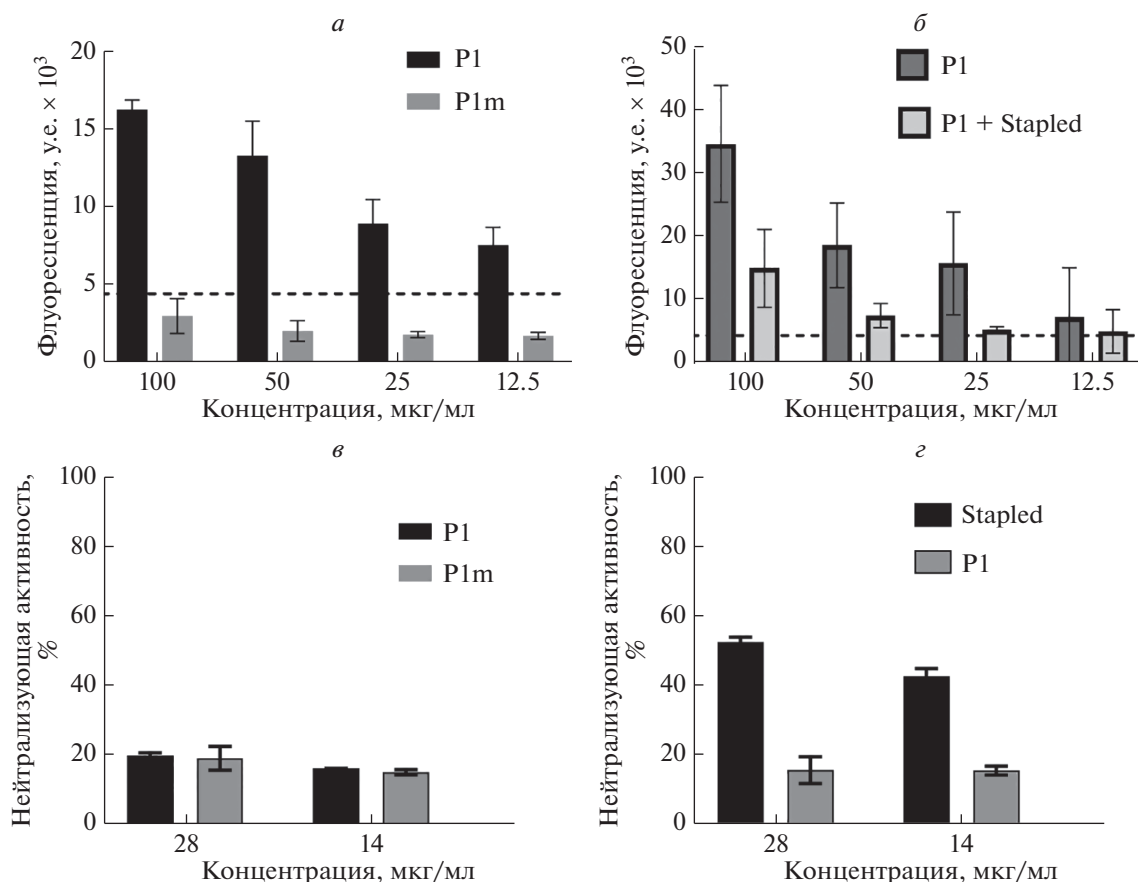 а
20
15
10
5
0
Флуоресценция, у.е. × 10³
P1
P1m
100 50 25 12.5
Концентрация, мкг/мл
б
50
40
30
20
10
0
Флуоресценция, у.е. × 10³
P1
P1 + Stapled
100 50 25 12.5
Концентрация, мкг/мл
в
100
80
60
40
20
0
Нейтрализующая активность,
%
P1
P1m
28 14
Концентрация, мкг/мл
г
100
80
60
40
20
0
Нейтрализующая активность,
%
Stapled
P1
28 14
Концентрация, мкг/мл